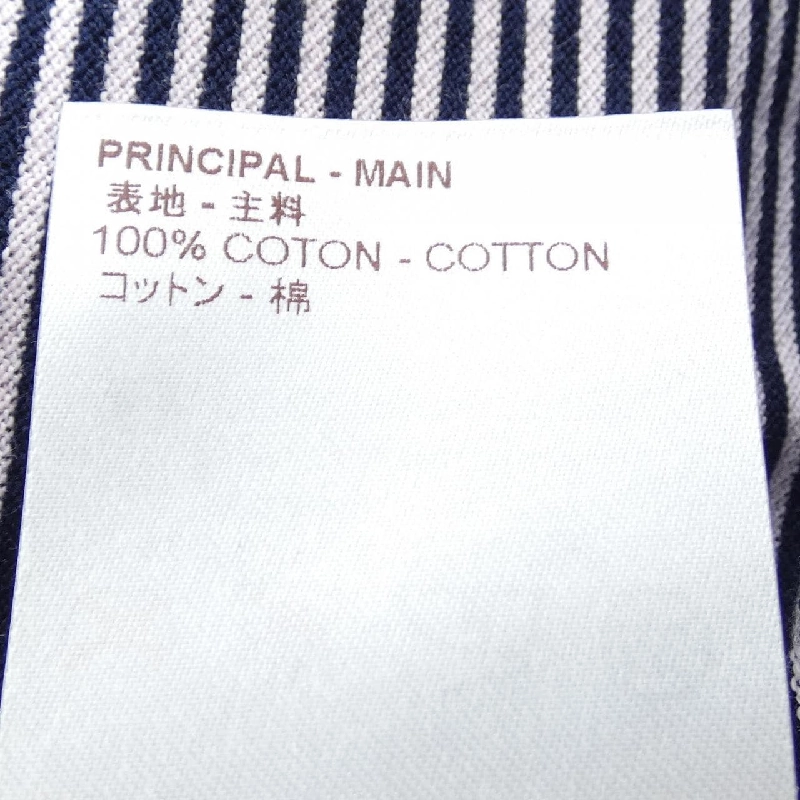 PRINCIPAL - MAIN
表地 - 主料
100% COTON - COTTON
コットン - 棉